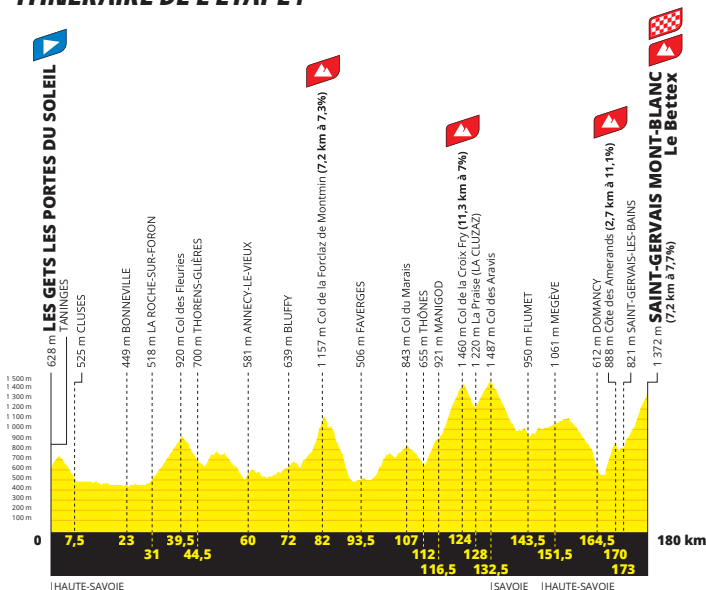 ITINÉRAIRE DE L'ÉTAPE :
628 m LES GETS LES PORTES DU SOLEIL
TANINGES
525 m CLUSES
449 m BONNEVILLE
518 m LA ROCHE-SUR-FORON
920 m Col des Fleuries
700 m THORENS-GLIÈRES
581 m ANNECY-LE-VIEUX
639 m BLUFFY
1 157 m Col de la Forclaz de Montmin (7,2 km à 7,3%)
506 m FAVERGES
843 m Col du Marais
655 m THÔNES
921 m MANIGOD
1 460 m Col de la Croix Fry (11,3 km à 7%)
1 220 m La Praise (LA CLUZAZ)
1 487 m Col des Aravis
950 m FLUMET
1 061 m MEGÈVE
612 m DOMANCY
888 m Côte des Amerands (2,7 km à 11,1%)
821 m SAINT-GERVAIS-LES-BAINS
1 372 m SAINT-GERVAIS MONT-BLANC
Le Bettex
(7,2 km à 7,7%)
1 500 m
1 400 m
1 300 m
1 200 m
1 100 m
1 000 m
900 m
800 m
700 m
600 m
500 m
400 m
300 m
200 m
100 m
0 7,5 23 39,5 60 72 82 93,5 107 124 143,5 164,5 180 km
31 44,5 112 128 151,5 170
116,5 132,5 173
HAUTE-SAVOIE SAVOIE HAUTE-SAVOIE